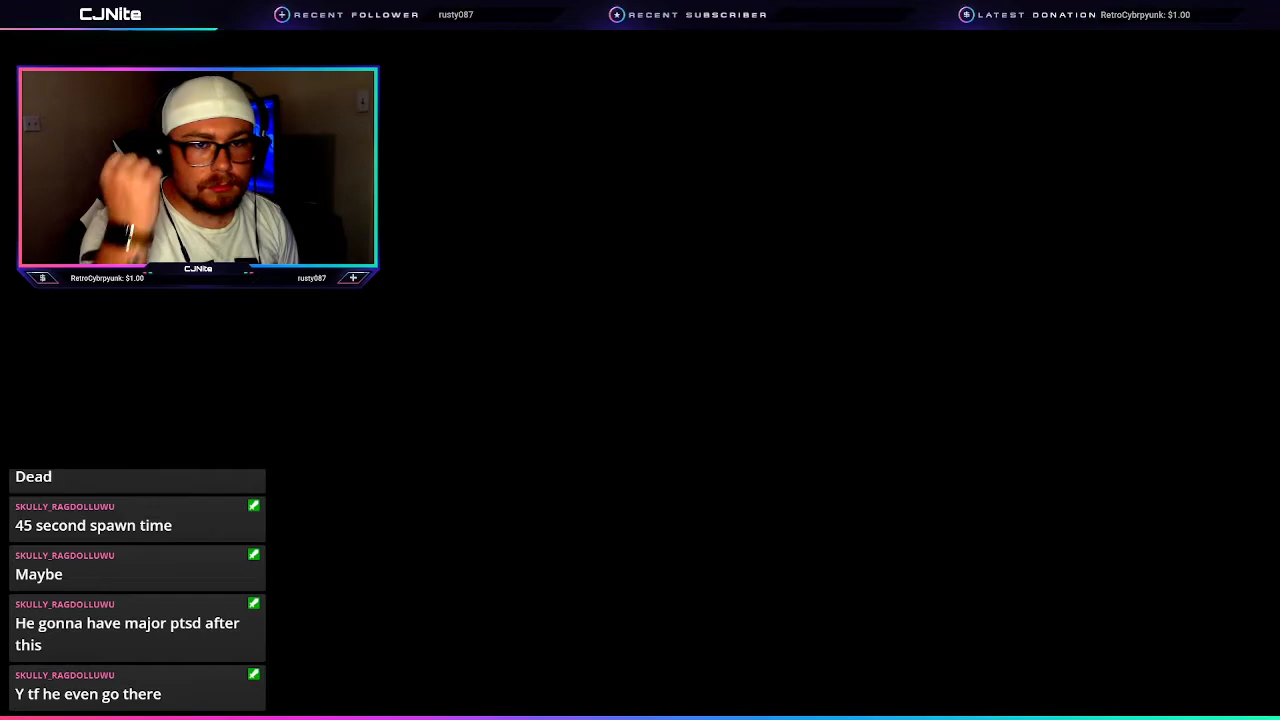 CJNite
RECENT FOLLOWER rusty087
RECENT SUBSCRIBER
LATEST DONATION RetroCybrpyunk: $1.00
CJNite
RetroCybrpyunk: $1.00
rusty087
Dead
SKULLY_RAGDOLLUWU
45 second spawn time
SKULLY_RAGDOLLUWU
Maybe
SKULLY_RAGDOLLUWU
He gonna have major ptsd after
this
SKULLY_RAGDOLLUWU
Y tf he even go there